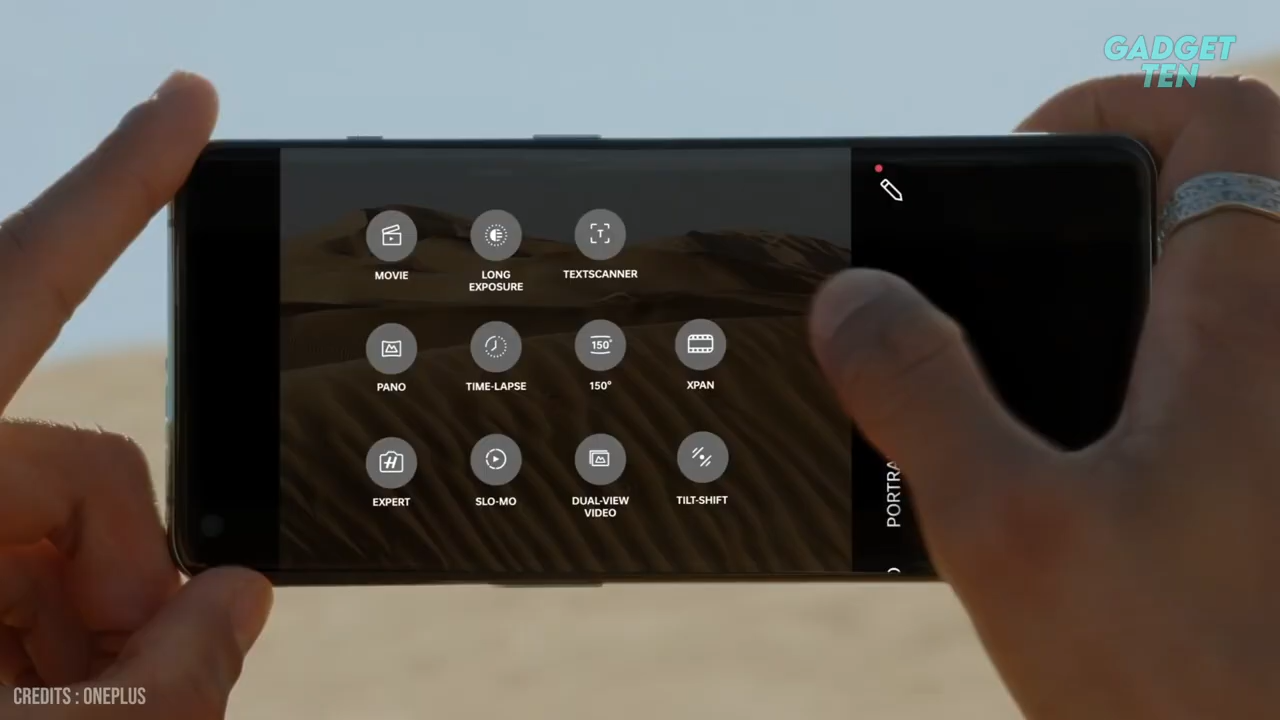 GADGET
TEN
MOVIE
LONG
EXPOSURE
TEXTSCANNER
PANO
TIME-LAPSE
150°
150°
XPAN
EXPERT
SLO-MO
DUAL-VIEW
VIDEO
TILT-SHIFT
PORTRA
CREDITS : ONEPLUS